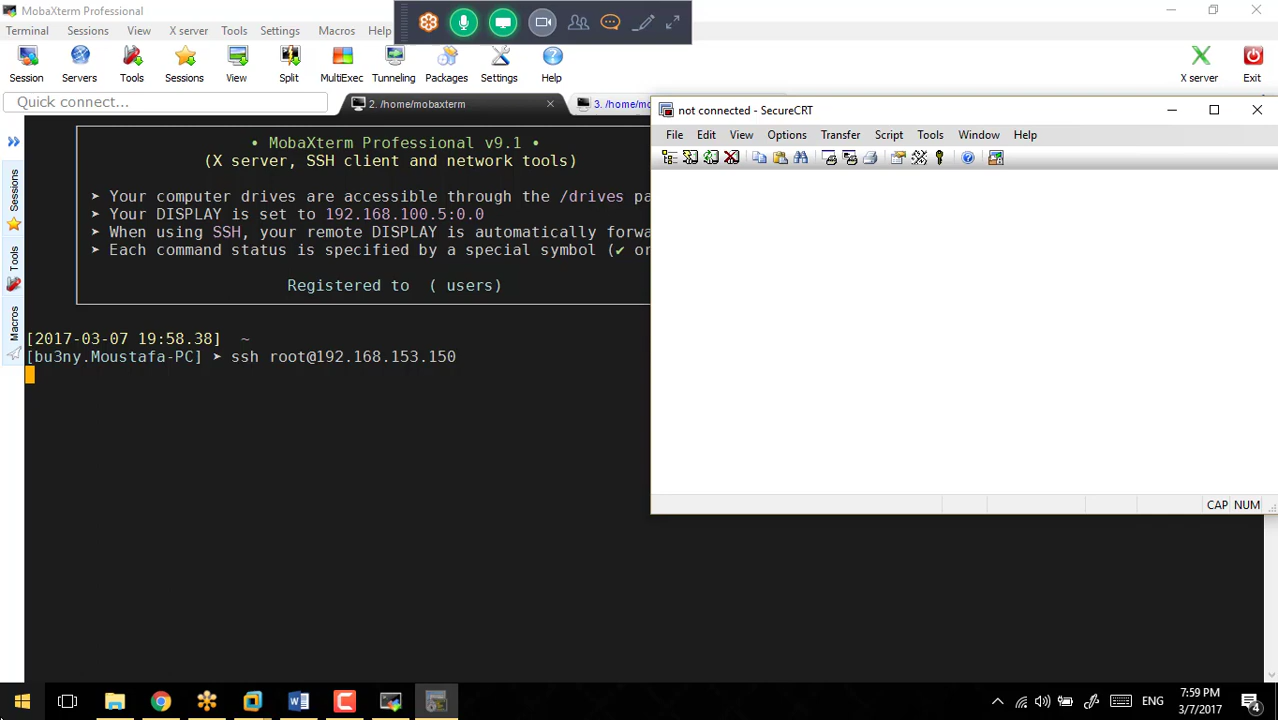 MobaXterm Professional
Terminal Sessions View X server Tools Settings Macros Help
Session Servers Tools Sessions View Split MultiExec Tunneling Packages Settings Help X server Exit
Quick connect...
2. /home/mobaxterm
3. /home/mo
Sessions
Tools
Macros
• MobaXterm Professional v9.1 •
(X server, SSH client and network tools)
➤ Your computer drives are accessible through the /drives pa
➤ Your DISPLAY is set to 192.168.100.5:0.0
➤ When using SSH, your remote DISPLAY is automatically forwa
➤ Each command status is specified by a special symbol (✔ or
Registered to ( users)
[2017-03-07 19:58.38] ~
[bu3ny.Moustafa-PC] ➤ ssh root@192.168.153.150
not connected - SecureCRT
File Edit View Options Transfer Script Tools Window Help
CAP NUM
ENG
7:59 PM
3/7/2017
4